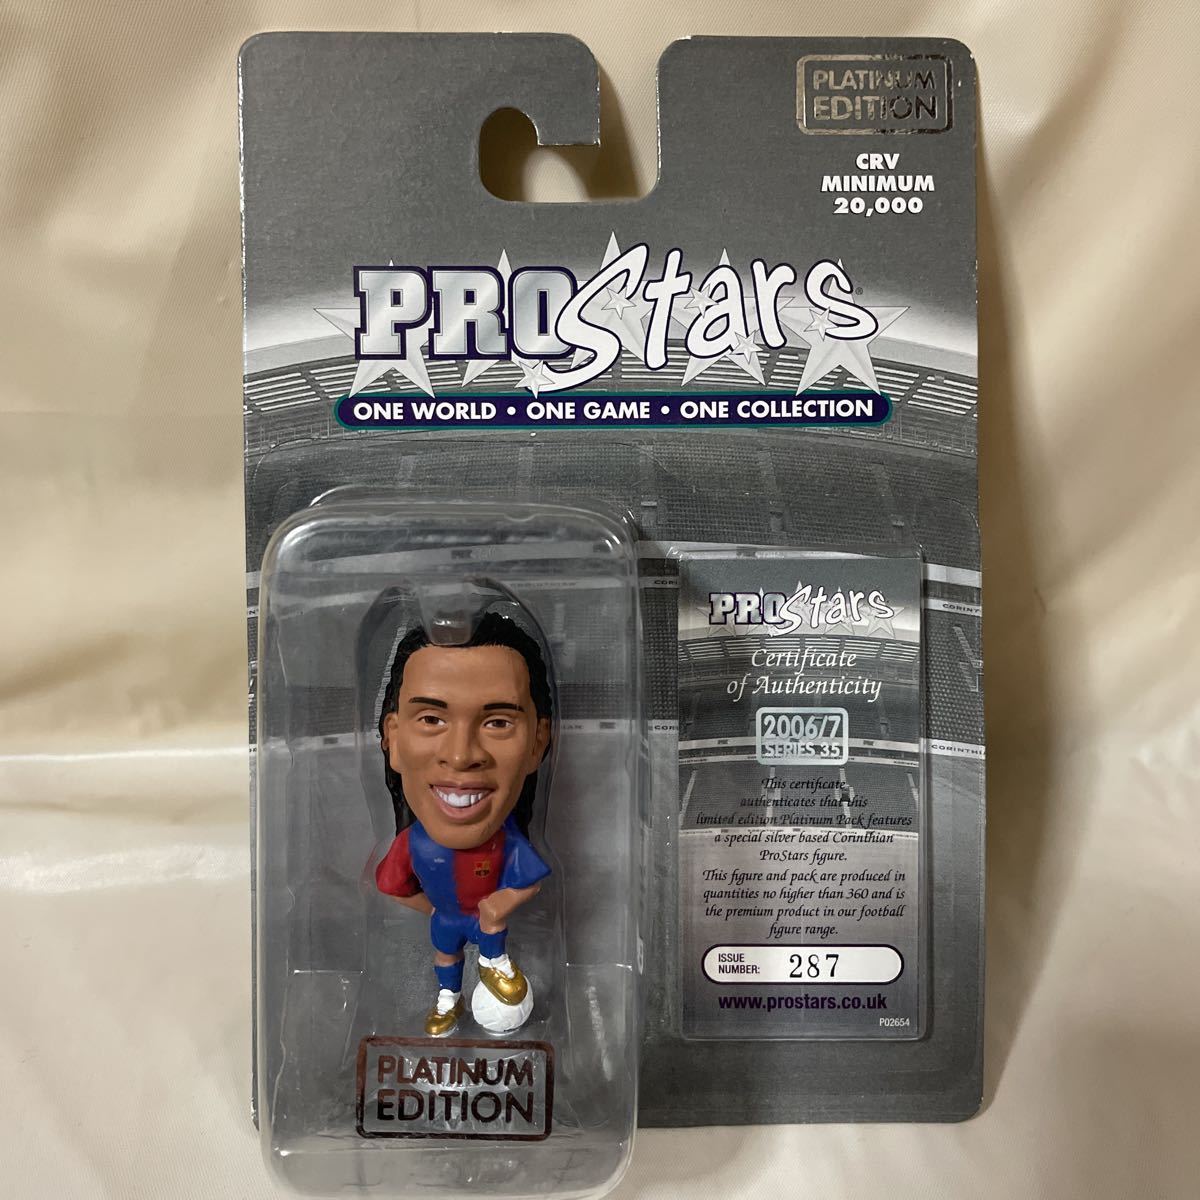 PLATINUM
EDITION
CRV
MINIMUM
20,000
PROStars®
ONE WORLD • ONE GAME • ONE COLLECTION
CORINTHIAN
PROStars
Certificate
of Authenticity
2006/7
SERIES 35
This certificate
authenticates that this
limited edition Platinum Pack features
a special silver based Corinthian
ProStars figure.
This figure and pack are produced in
quantities no higher than 360 and is
the premium product in our football
figure range.
ISSUE
NUMBER: 287
www.prostars.co.uk
P02654
PLATINUM
EDITION